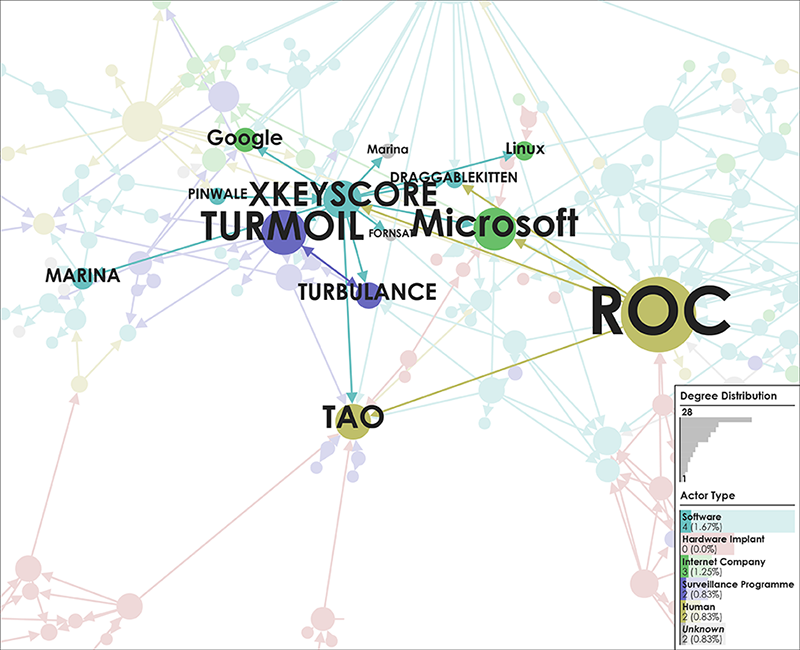 Google
Marina
Linux
DRAGGABLEKITTEN
PINWALE
XKEYSCORE
TURMOIL
FORNSAT
Microsoft
MARINA
TURBULANCE
ROC
TAO
Degree Distribution
28
1
Actor Type
Software
4 (1.67%)
Hardware Implant
0 (0.0%)
Internet Company
3 (1.25%)
Surveillance Programme
2 (0.83%)
Human
2 (0.83%)
Unknown
2 (0.83%)